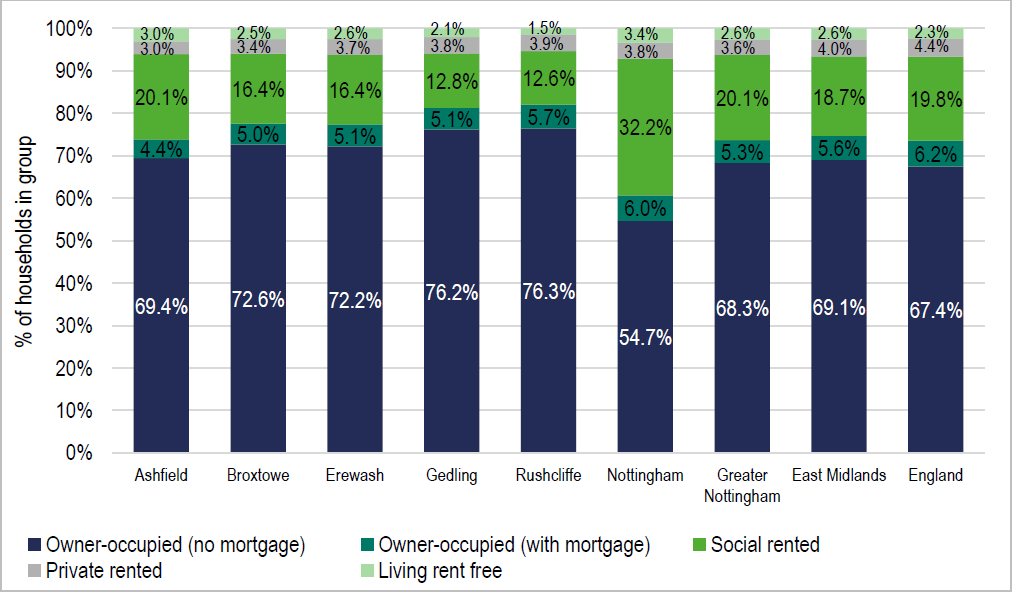 % of households in group
100%
90%
80%
70%
60%
50%
40%
30%
20%
10%
0%
3.0% 2.5% 2.6% 2.1% 1.5% 3.4% 2.6% 2.6% 2.3%
3.0% 3.4% 3.7% 3.8% 3.9% 3.8% 3.6% 4.0% 4.4%
20.1% 16.4% 16.4% 12.8% 12.6% 32.2% 20.1% 18.7% 19.8%
4.4% 5.0% 5.1% 5.1% 5.7% 6.0% 5.3% 5.6% 6.2%
69.4% 72.6% 72.2% 76.2% 76.3% 54.7% 68.3% 69.1% 67.4%
Ashfield Broxtowe Erewash Gedling Rushcliffe Nottingham Greater East Midlands England
Nottingham
Owner-occupied (no mortgage) Owner-occupied (with mortgage) Social rented
Private rented Living rent free